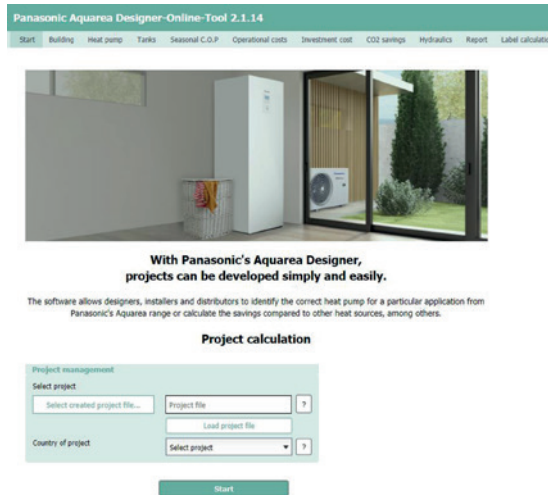 Panasonic Aquarea Designer-Online-Tool 2.1.14
Start Building Heat pump Tanks Seasonal C.O.P Operational costs Investment cost CO2 savings Hydraulics Report Label calculatio
With Panasonic's Aquarea Designer,
projects can be developed simply and easily.
The software allows designers, installers and distributors to identify the correct heat pump for a particular application from
Panasonic's Aquarea range or calculate the savings compared to other heat sources, among others.
Project calculation
Project management
Select project
Select created project file... Project file ?
Load project file
Country of project Select project ?
Start